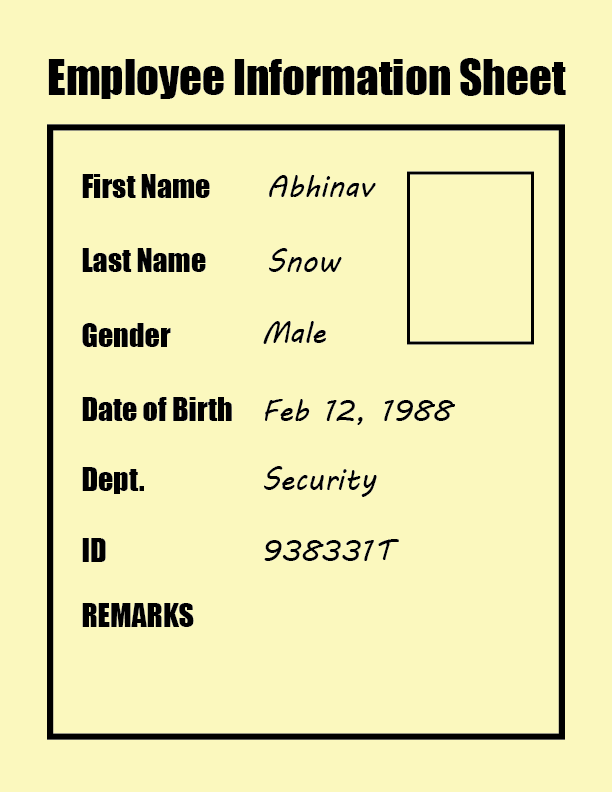 Employee Information Sheet
First Name Abhinav
Last Name Snow
Gender Male
Date of Birth Feb 12, 1988
Dept. Security
ID 938331T
REMARKS